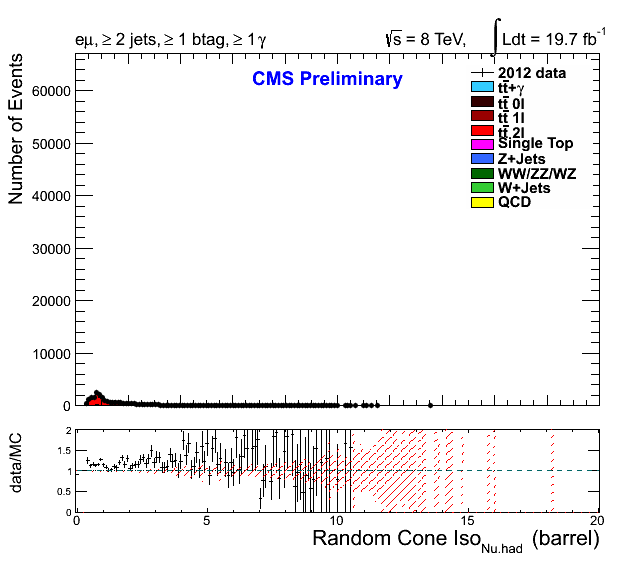 eμ, ≥ 2 jets, ≥ 1 btag, ≥ 1 γ
√s = 8 TeV, ∫ Ldt = 19.7 fb⁻¹
CMS Preliminary
2012 data
tt̄+γ
tt̄ 0l
tt̄ 1l
tt̄ 2l
Single Top
Z+Jets
WW/ZZ/WZ
W+Jets
QCD
Number of Events
60000
50000
40000
30000
20000
10000
0
data/MC
2
1.5
1
0.5
0
0 5 10 15 20
Random Cone Iso_Nu.had (barrel)